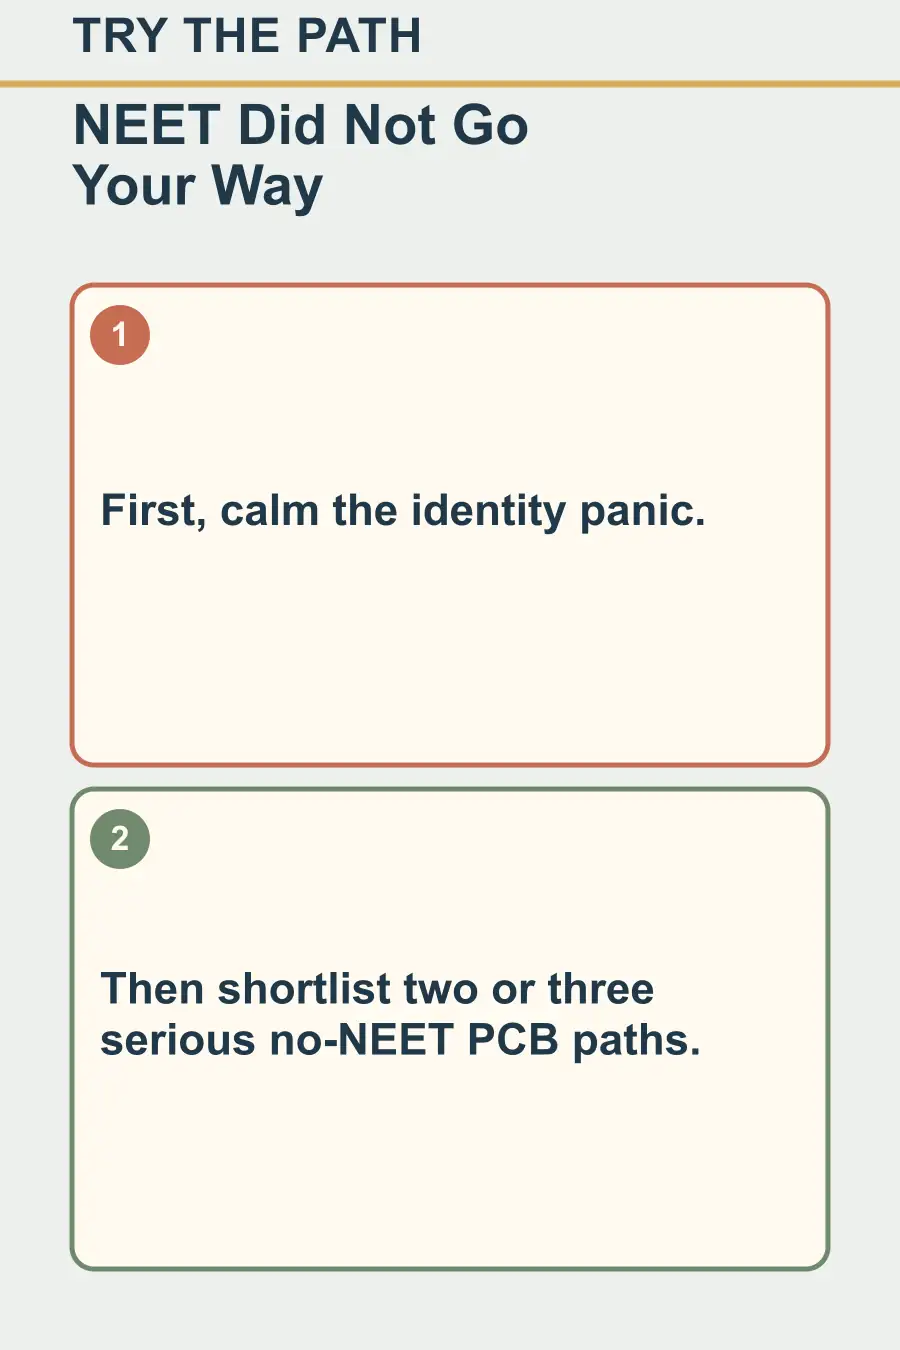 TRY THE PATH
NEET Did Not Go
Your Way
1
First, calm the identity panic.
2
Then shortlist two or three
serious no-NEET PCB paths.